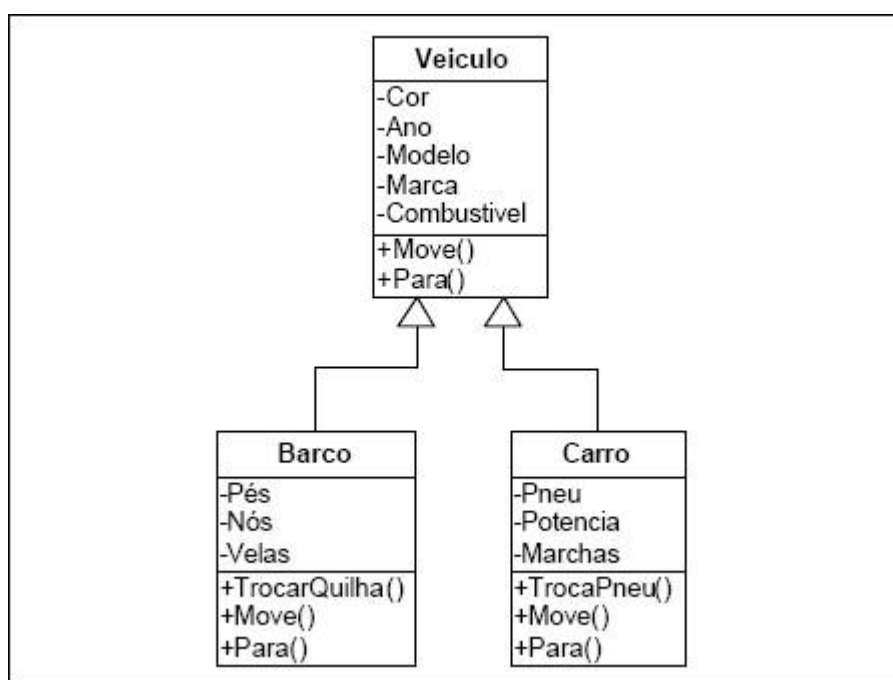 Veiculo
-Cor
-Ano
-Modelo
-Marca
-Combustivel
+Move()
+Para()
Barco
-Pés
-Nós
-Velas
+TrocarQuilha()
+Move()
+Para()
Carro
-Pneu
-Potencia
-Marchas
+TrocaPneu()
+Move()
+Para()